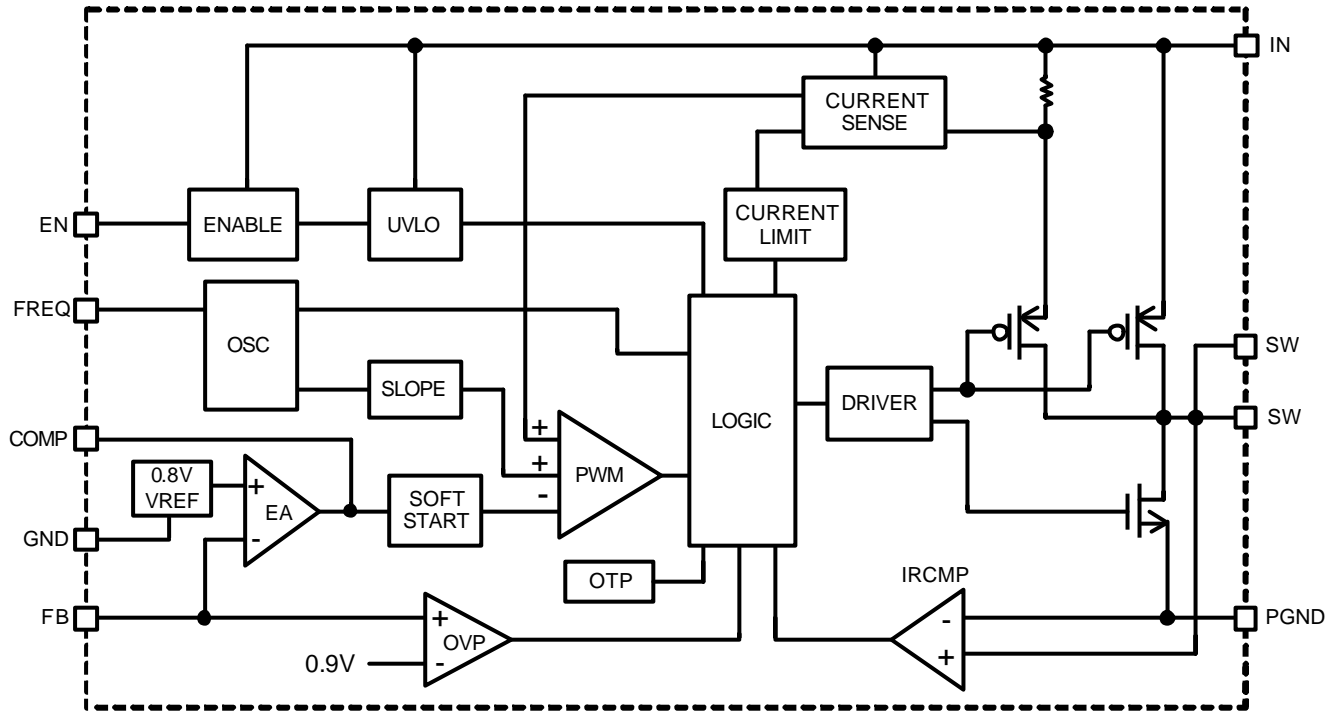 IN
CURRENT
SENSE
EN
ENABLE
UVLO
CURRENT
LIMIT
FREQ
OSC
SLOPE
SW
LOGIC
DRIVER
SW
COMP
+
+
-
PWM
0.8V
VREF
+
-
EA
SOFT
START
GND
OTP
IRCMP
FB
+
-
OVP
0.9V
-
+
PGND